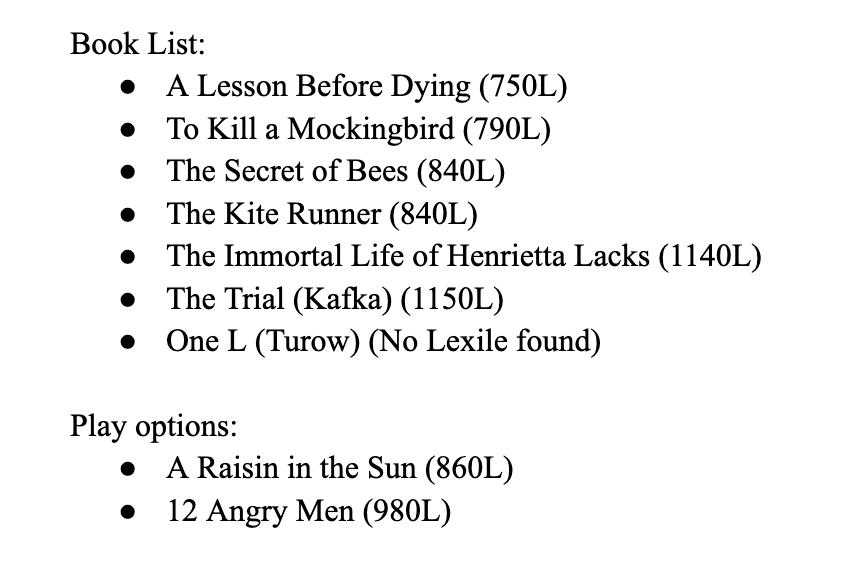 Book List:
● A Lesson Before Dying (750L)
● To Kill a Mockingbird (790L)
● The Secret of Bees (840L)
● The Kite Runner (840L)
● The Immortal Life of Henrietta Lacks (1140L)
● The Trial (Kafka) (1150L)
● One L (Turow) (No Lexile found)
Play options:
● A Raisin in the Sun (860L)
● 12 Angry Men (980L)